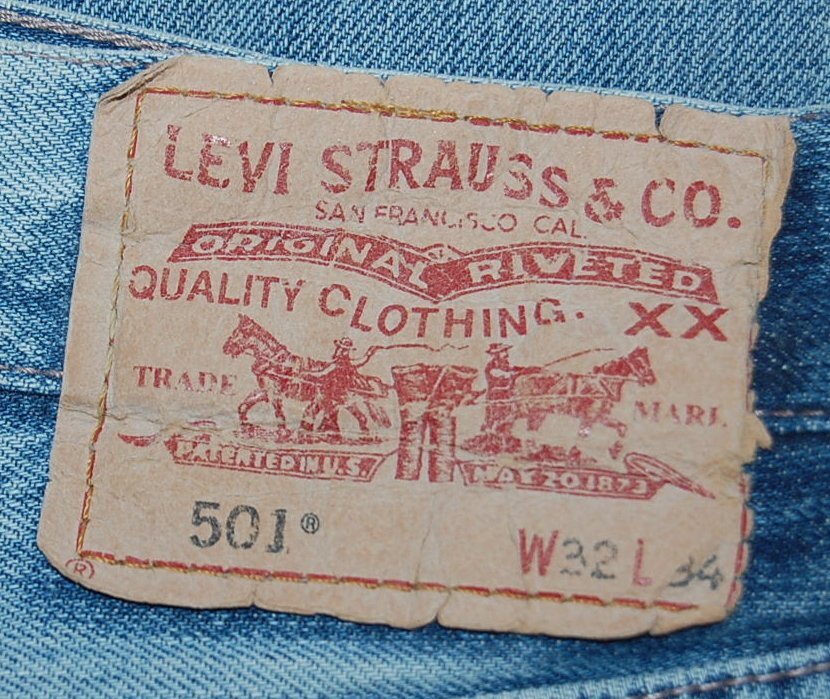 LEVI STRAUSS & CO.
SAN FRANCISCO CAL.
ORIGINAL RIVETED
QUALITY CLOTHING. XX
TRADE MARK
PATENTED IN U.S. MAY 20.1873
501® W32 L 34
®